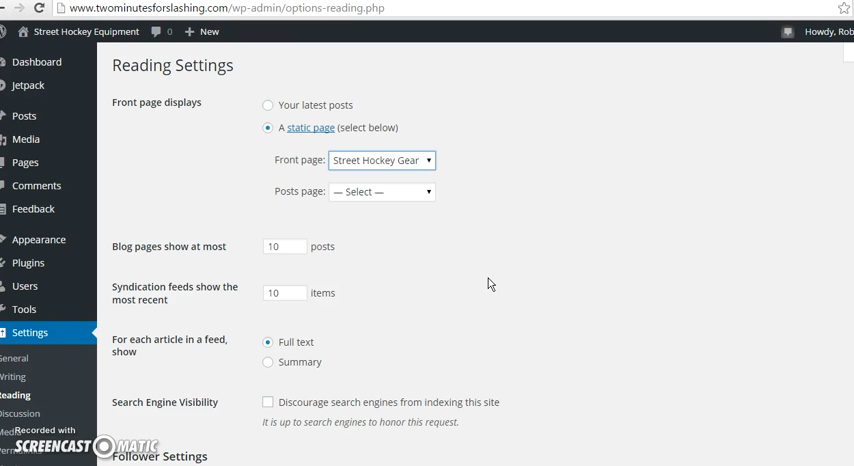 www.twominutesforslashing.com/wp-admin/options-reading.php
Street Hockey Equipment 0 + New Howdy, Rob
Dashboard
Jetpack
Posts
Media
Pages
Comments
Feedback
Appearance
Plugins
Users
Tools
Settings
General
Writing
Reading
Discussion
Media
Permalinks
Recorded with
SCREENCAST MATIC
Reading Settings
Front page displays
Your latest posts
A static page (select below)
Front page: Street Hockey Gear
Posts page: — Select —
Blog pages show at most 10 posts
Syndication feeds show the
most recent
10 items
For each article in a feed,
show
Full text
Summary
Search Engine Visibility
Discourage search engines from indexing this site
It is up to search engines to honor this request.
Follower Settings